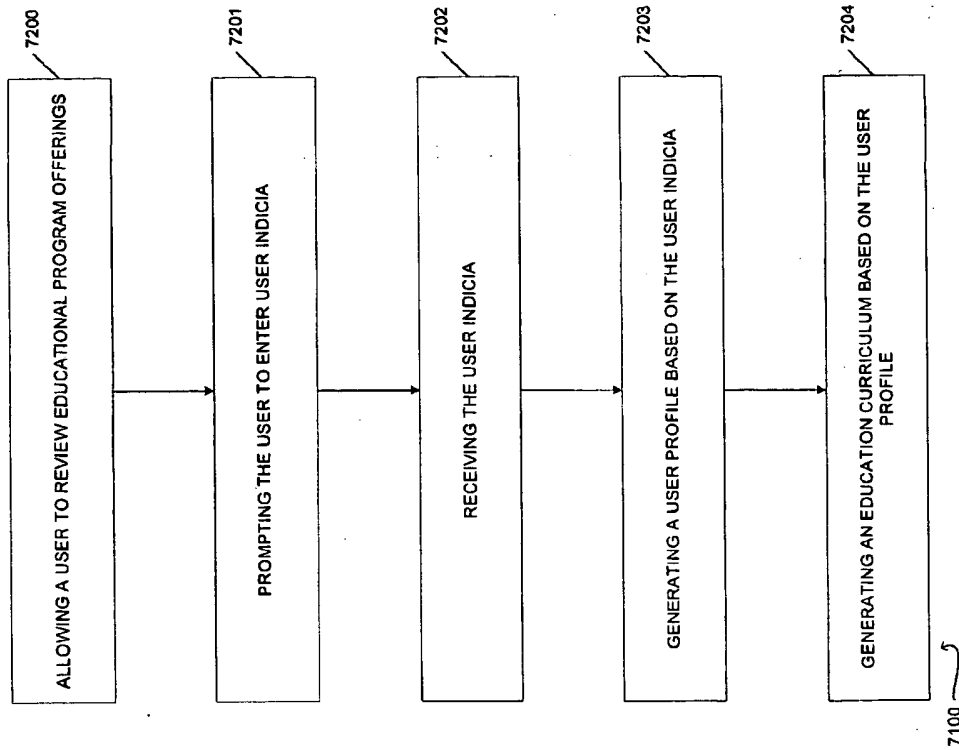 7200
ALLOWING A USER TO REVIEW EDUCATIONAL PROGRAM OFFERINGS
7201
PROMPTING THE USER TO ENTER USER INDICIA
7202
RECEIVING THE USER INDICIA
7203
GENERATING A USER PROFILE BASED ON THE USER INDICIA
7204
GENERATING AN EDUCATION CURRICULUM BASED ON THE USER
PROFILE
7100